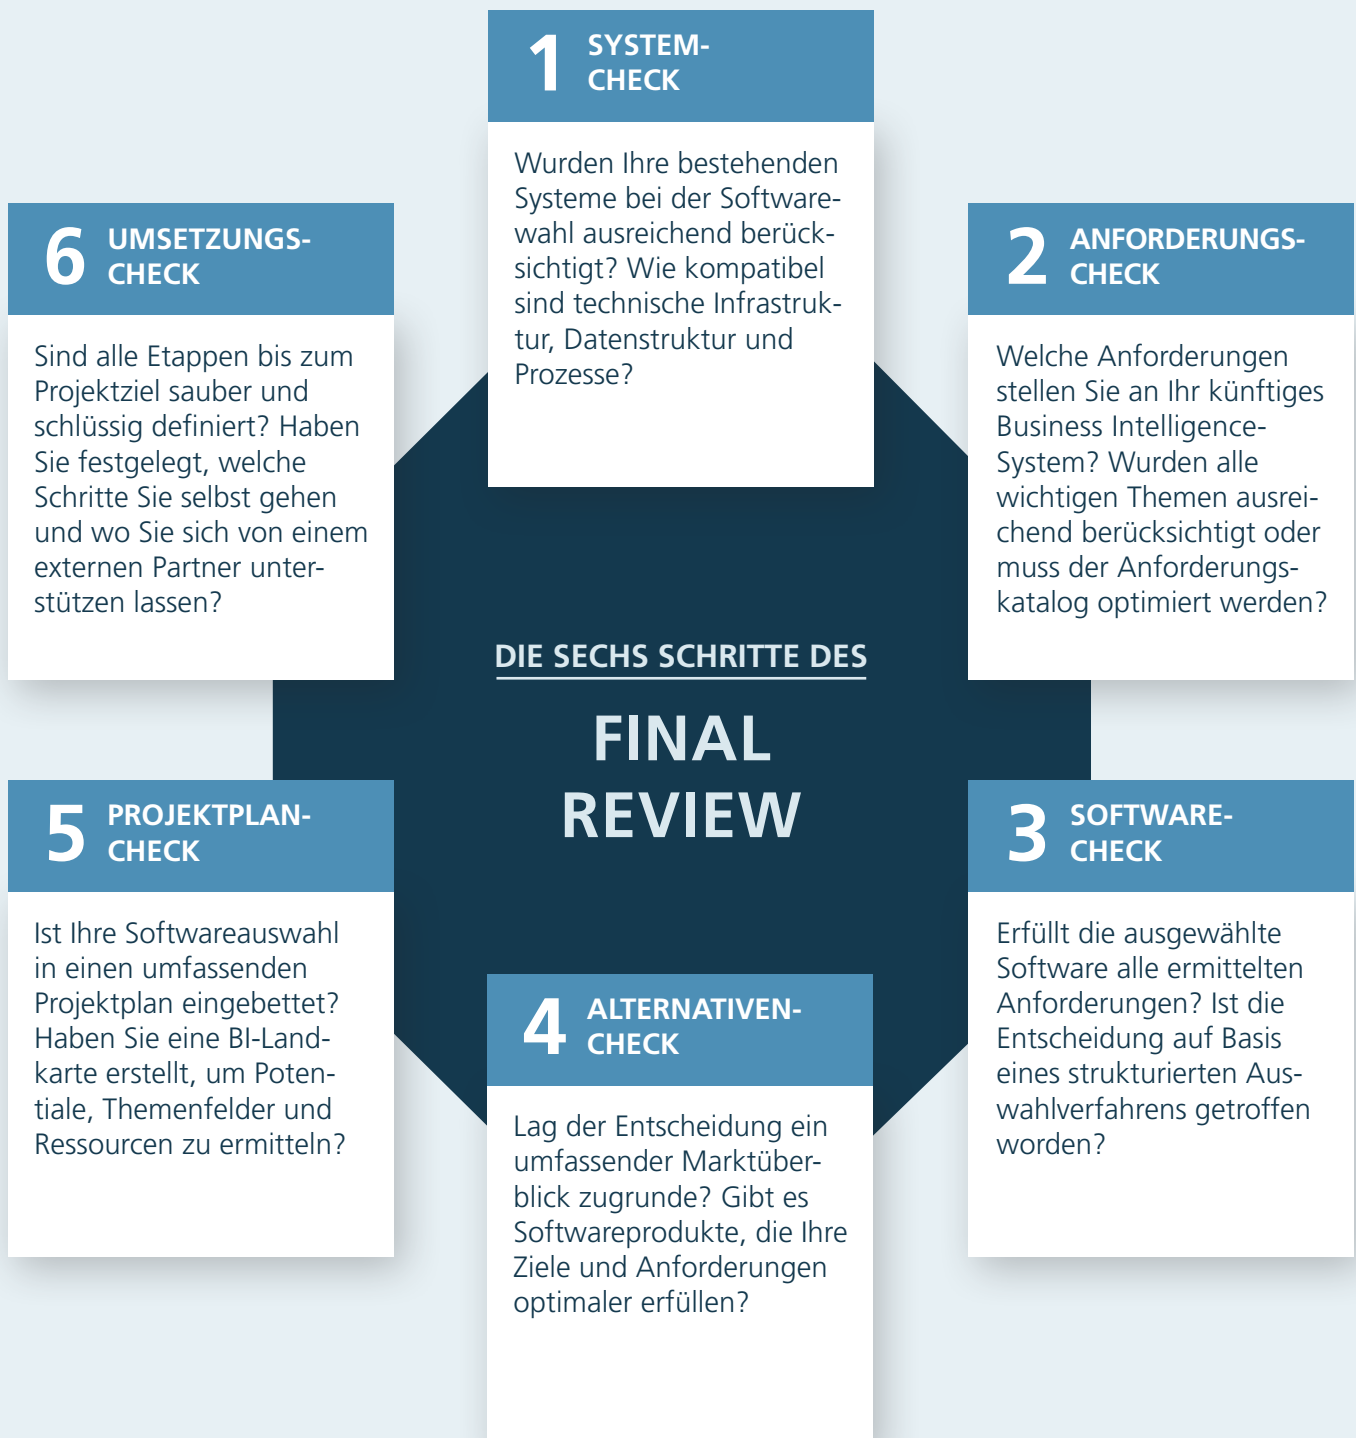 1
SYSTEM-
CHECK
Wurden Ihre bestehenden
Systeme bei der Software-
wahl ausreichend berück-
sichtigt? Wie kompatibel
sind technische Infrastruk-
tur, Datenstruktur und
Prozesse?
2
ANFORDERUNGS-
CHECK
Welche Anforderungen
stellen Sie an Ihr künftiges
Business Intelligence-
System? Wurden alle
wichtigen Themen ausrei-
chend berücksichtigt oder
muss der Anforderungs-
katalog optimiert werden?
3
SOFTWARE-
CHECK
Erfüllt die ausgewählte
Software alle ermittelten
Anforderungen? Ist die
Entscheidung auf Basis
eines strukturierten Aus-
wahlverfahrens getroffen
worden?
4
ALTERNATIVEN-
CHECK
Lag der Entscheidung ein
umfassender Marktüber-
blick zugrunde? Gibt es
Softwareprodukte, die Ihre
Ziele und Anforderungen
optimaler erfüllen?
5
PROJEKTPLAN-
CHECK
Ist Ihre Softwareauswahl
in einen umfassenden
Projektplan eingebettet?
Haben Sie eine BI-Land-
karte erstellt, um Poten-
tiale, Themenfelder und
Ressourcen zu ermitteln?
6
UMSETZUNGS-
CHECK
Sind alle Etappen bis zum
Projektziel sauber und
schlüssig definiert? Haben
Sie festgelegt, welche
Schritte Sie selbst gehen
und wo Sie sich von einem
externen Partner unter-
stützen lassen?
DIE SECHS SCHRITTE DES
FINAL
REVIEW